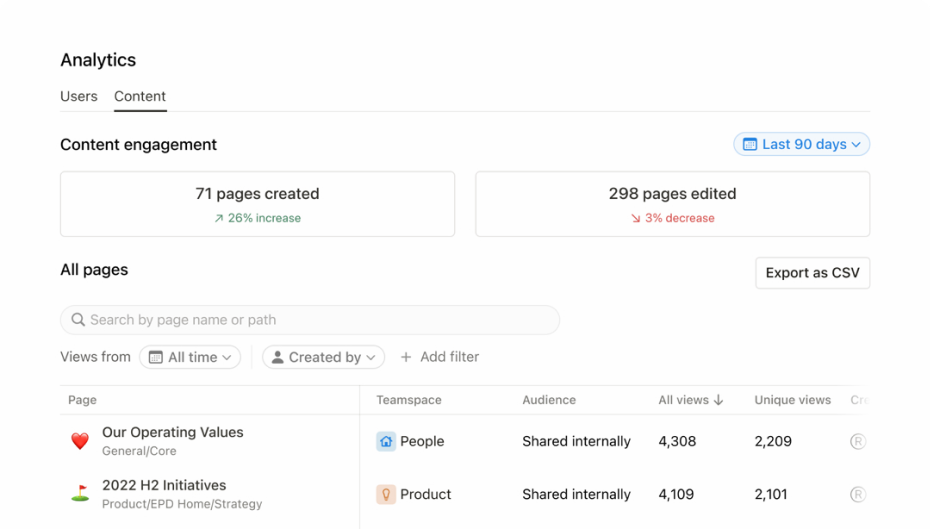 Analytics
Users Content
Content engagement Last 90 days
71 pages created 298 pages edited
26% increase 3% decrease
All pages Export as CSV
Search by page name or path
Views from All time Created by + Add filter
Page Teamspace Audience All views ↓ Unique views
Our Operating Values People Shared internally 4,308 2,209 R
General/Core
2022 H2 Initiatives Product Shared internally 4,109 2,101 R
Product/EPD Home/Strategy